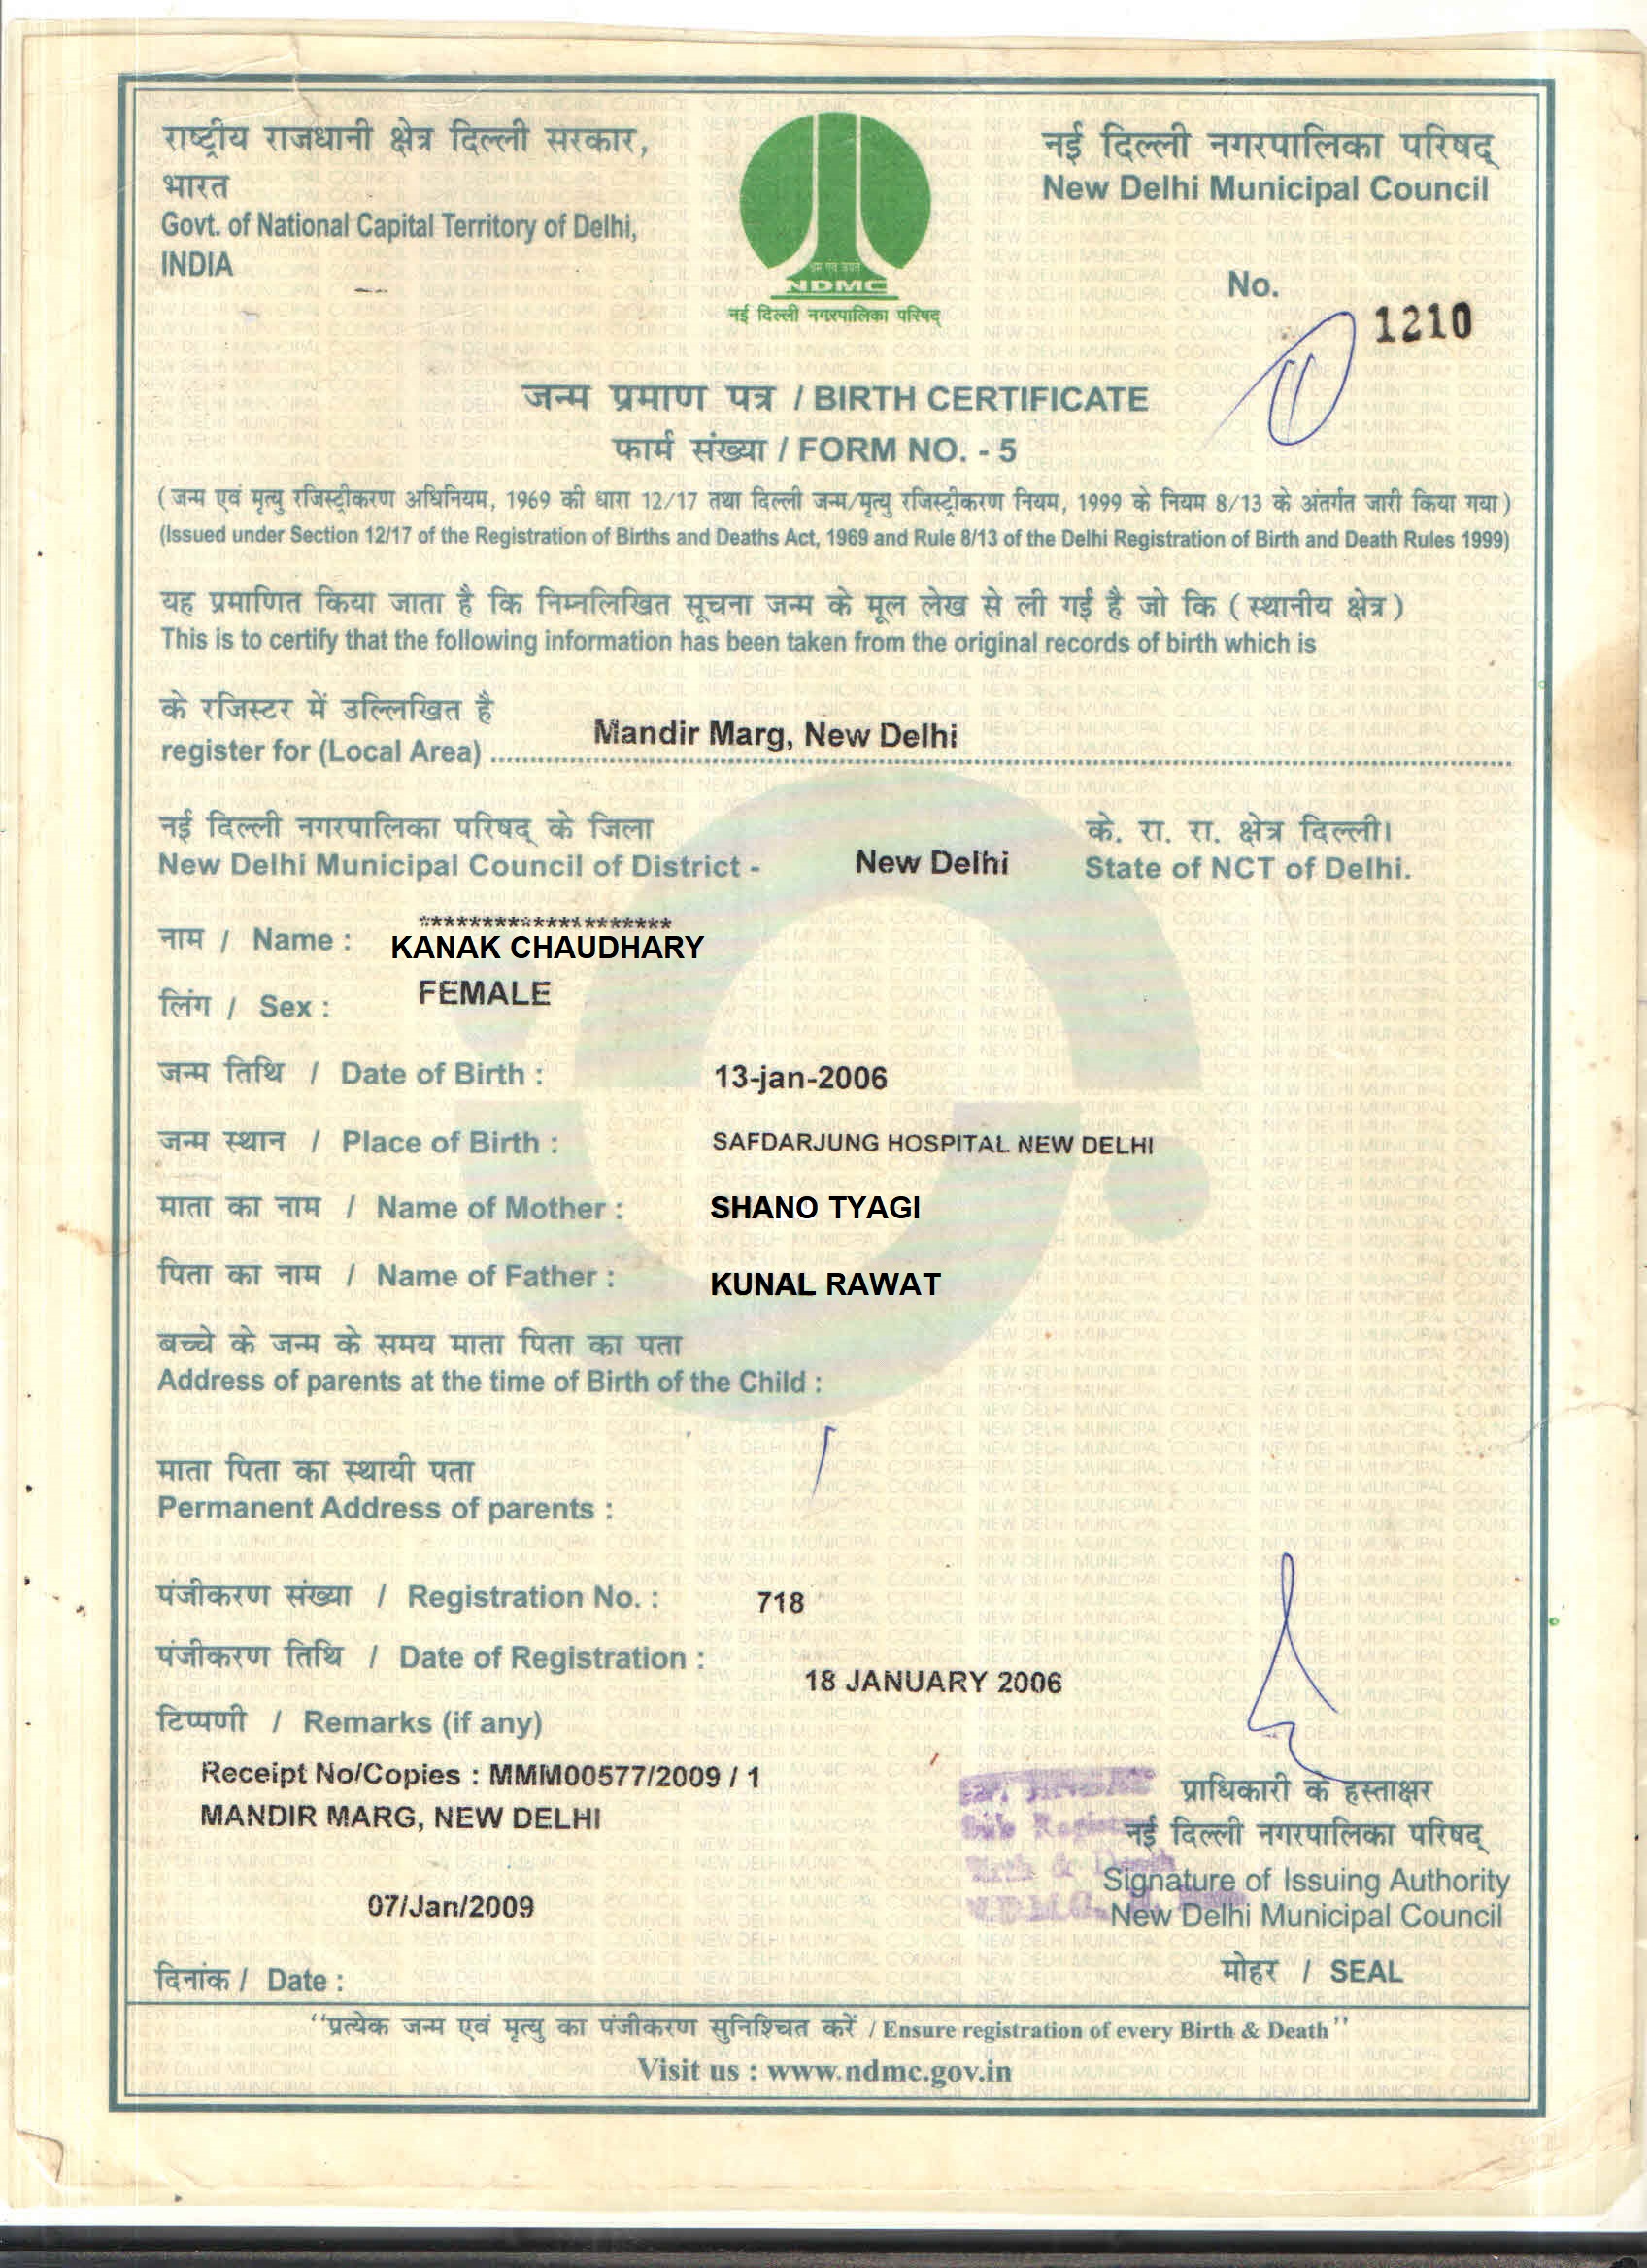 राष्ट्रीय राजधानी क्षेत्र दिल्ली सरकार,
भारत
Govt. of National Capital Territory of Delhi,
INDIA
NDMC
नई दिल्ली नगरपालिका परिषद्
नई दिल्ली नगरपालिका परिषद्
New Delhi Municipal Council
No.
1210
जन्म प्रमाण पत्र / BIRTH CERTIFICATE
फार्म संख्या / FORM NO. - 5
( जन्म एवं मृत्यु रजिस्ट्रीकरण अधिनियम, 1969 की धारा 12/17 तथा दिल्ली जन्म/मृत्यु रजिस्ट्रीकरण नियम, 1999 के नियम 8/13 के अंतर्गत जारी किया गया )
(Issued under Section 12/17 of the Registration of Births and Deaths Act, 1969 and Rule 8/13 of the Delhi Registration of Birth and Death Rules 1999)
यह प्रमाणित किया जाता है कि निम्नलिखित सूचना जन्म के मूल लेख से ली गई है जो कि ( स्थानीय क्षेत्र )
This is to certify that the following information has been taken from the original records of birth which is
के रजिस्टर में उल्लिखित है
register for (Local Area) Mandir Marg, New Delhi
नई दिल्ली नगरपालिका परिषद् के जिला के. रा. रा. क्षेत्र दिल्ली।
New Delhi Municipal Council of District - New Delhi State of NCT of Delhi.
********************
नाम / Name : KANAK CHAUDHARY
लिंग / Sex : FEMALE
जन्म तिथि / Date of Birth : 13-jan-2006
जन्म स्थान / Place of Birth : SAFDARJUNG HOSPITAL NEW DELHI
माता का नाम / Name of Mother : SHANO TYAGI
पिता का नाम / Name of Father : KUNAL RAWAT
बच्चे के जन्म के समय माता पिता का पता
Address of parents at the time of Birth of the Child :
माता पिता का स्थायी पता
Permanent Address of parents :
पंजीकरण संख्या / Registration No. : 718
पंजीकरण तिथि / Date of Registration : 18 JANUARY 2006
टिप्पणी / Remarks (if any)
Receipt No/Copies : MMM00577/2009 / 1
MANDIR MARG, NEW DELHI
07/Jan/2009
दिनांक / Date :
प्राधिकारी के हस्ताक्षर
नई दिल्ली नगरपालिका परिषद्
Signature of Issuing Authority
New Delhi Municipal Council
मोहर / SEAL
“प्रत्येक जन्म एवं मृत्यु का पंजीकरण सुनिश्चित करें / Ensure registration of every Birth & Death”
Visit us : www.ndmc.gov.in